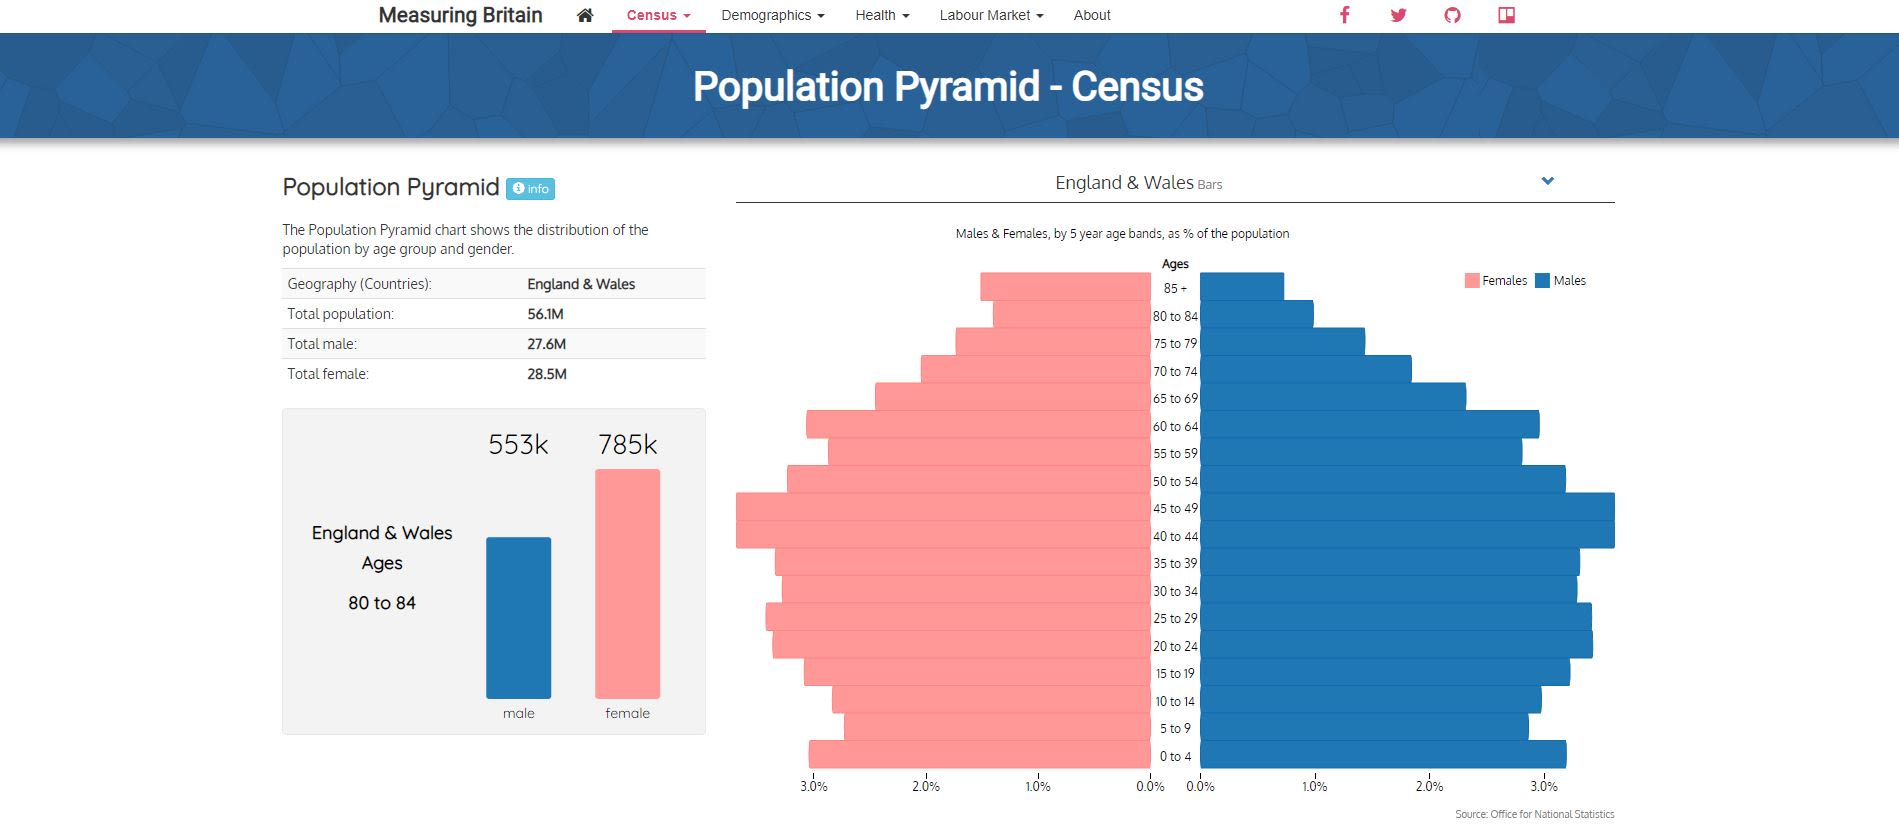 Measuring Britain Census Demographics Health Labour Market About
Population Pyramid - Census
Population Pyramid info
The Population Pyramid chart shows the distribution of the
population by age group and gender.
Geography (Countries): England & Wales
Total population: 56.1M
Total male: 27.6M
Total female: 28.5M
553k 785k
England & Wales
Ages
80 to 84
male female
England & Wales Bars
Males & Females, by 5 year age bands, as % of the population
Ages
Females Males
85 +
80 to 84
75 to 79
70 to 74
65 to 69
60 to 64
55 to 59
50 to 54
45 to 49
40 to 44
35 to 39
30 to 34
25 to 29
20 to 24
15 to 19
10 to 14
5 to 9
0 to 4
3.0% 2.0% 1.0% 0.0% 0.0% 1.0% 2.0% 3.0%
Source: Office for National Statistics